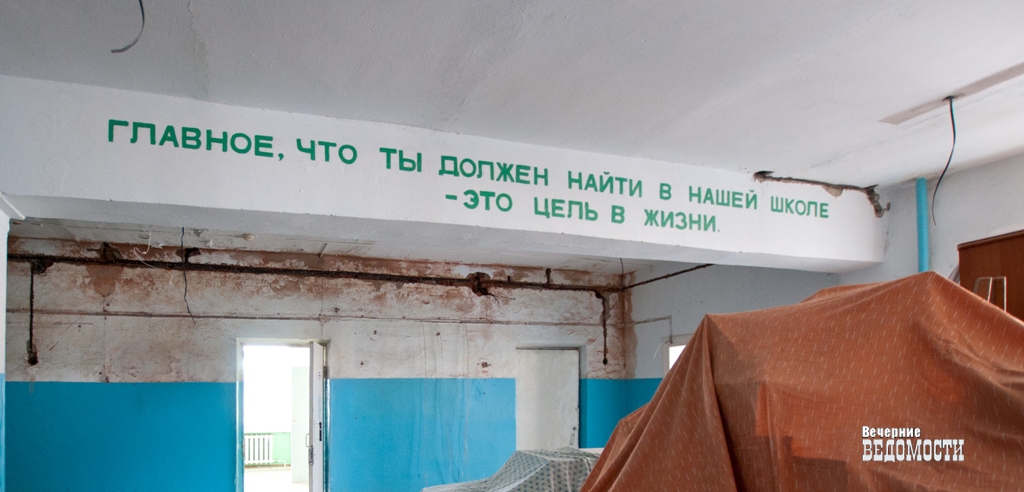 ГЛАВНОЕ, ЧТО ТЫ ДОЛЖЕН НАЙТИ В НАШЕЙ ШКОЛЕ
-ЭТО ЦЕЛЬ В ЖИЗНИ.
Вечерние
ВЕДОМОСТИ